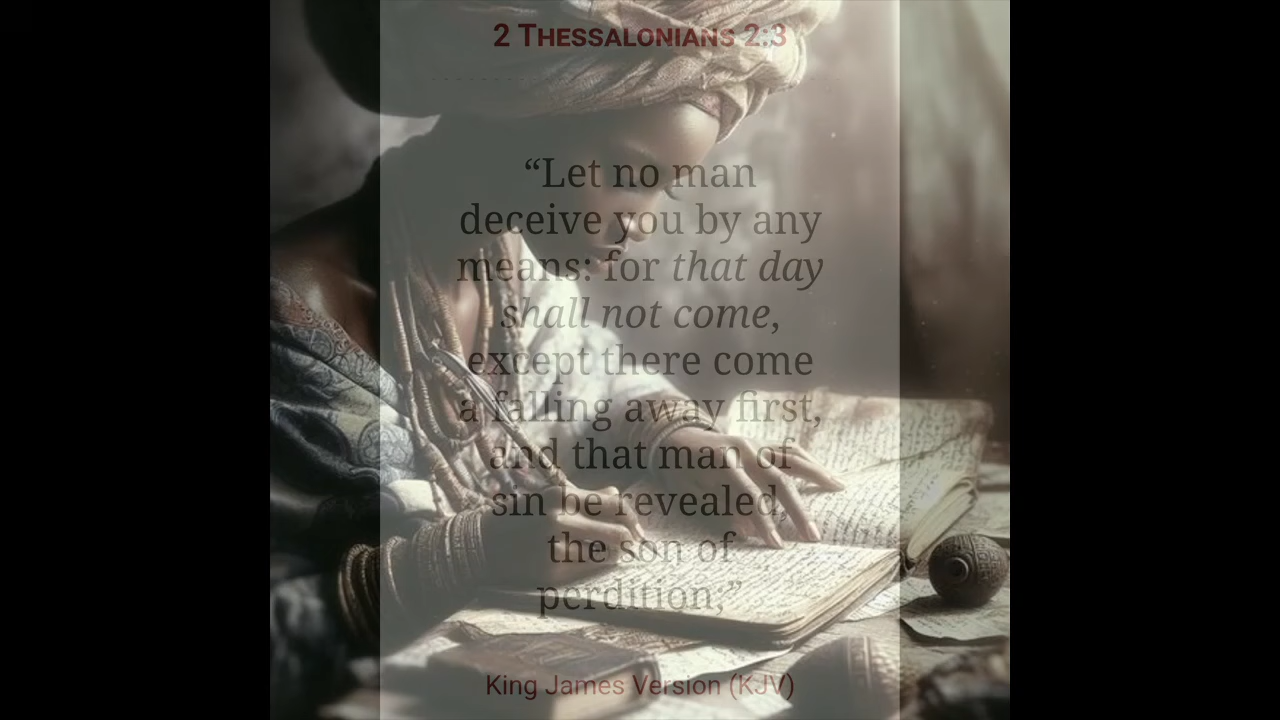 2 THESSALONIANS 2:3
“Let no man
deceive you by any
means: for that day
shall not come,
except there come
a falling away first,
and that man of
sin be revealed,
the son of
perdition;”
King James Version (KJV)